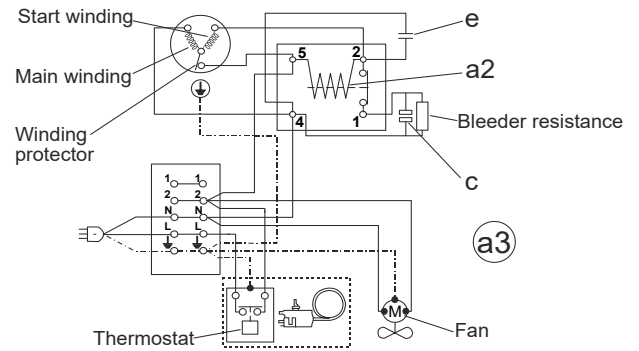 Start winding
e
5
2
a2
Main winding
4
1
Bleeder resistance
Winding
protector
c
1 1
2 2
N N
L L
a3
M
Fan
Thermostat